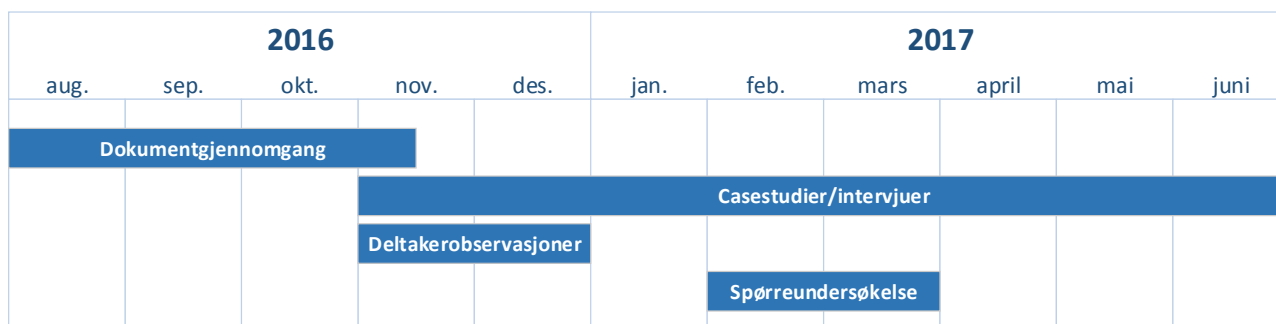 2016 2017
aug. sep. okt. nov. des. jan. feb. mars april mai juni
Dokumentgjennomgang
Casestudier/intervjuer
Deltakerobservasjoner
Spørreundersøkelse